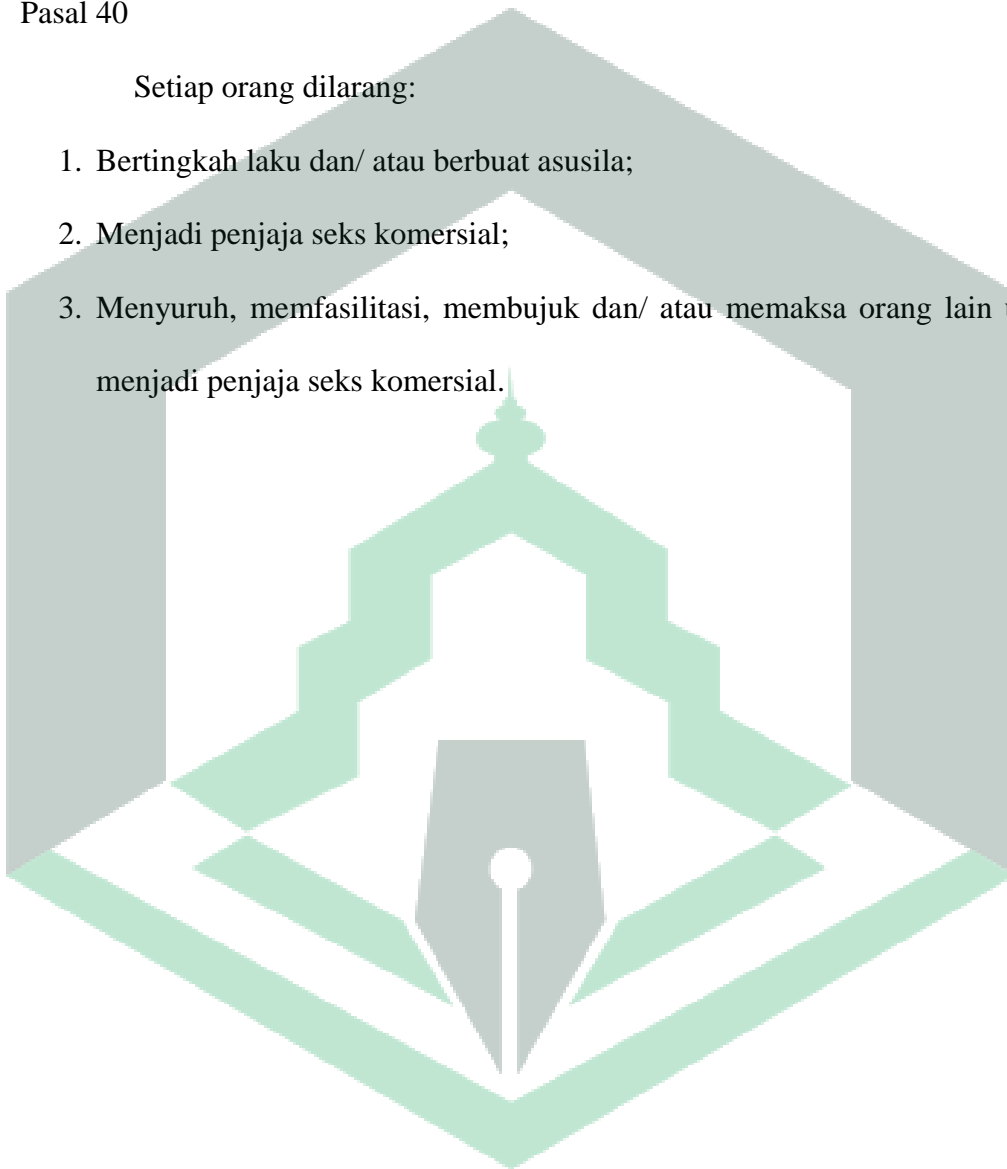 Pasal 40
Setiap orang dilarang:
1. Bertingkah laku dan/ atau berbuat asusila;
2. Menjadi penjaja seks komersial;
3. Menyuruh, memfasilitasi, membujuk dan/ atau memaksa orang lain
menjadi penjaja seks komersial.